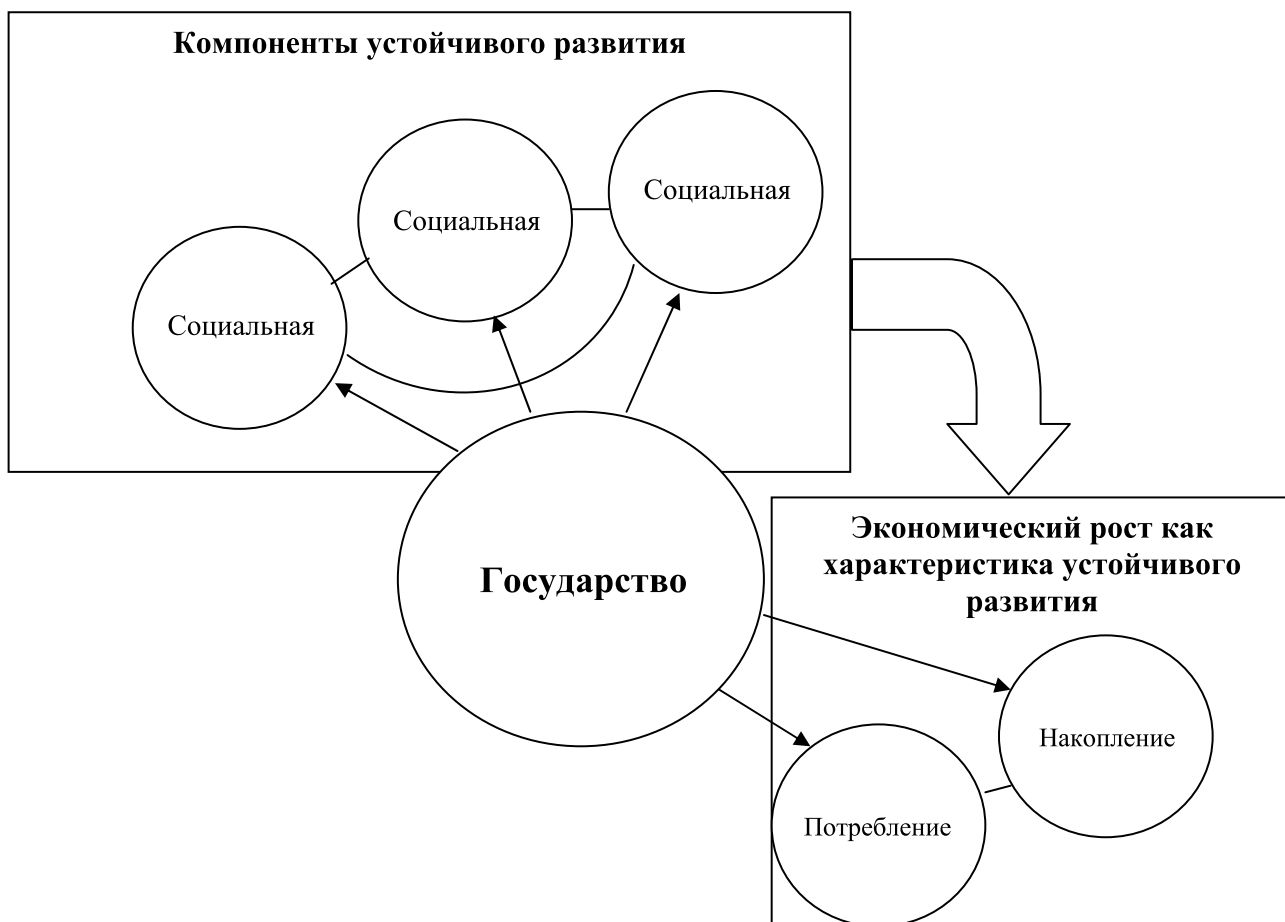 Компоненты устойчивого развития
Социальная
Социальная
Социальная
Государство
Экономический рост как
характеристика устойчивого
развития
Накопление
Потребление